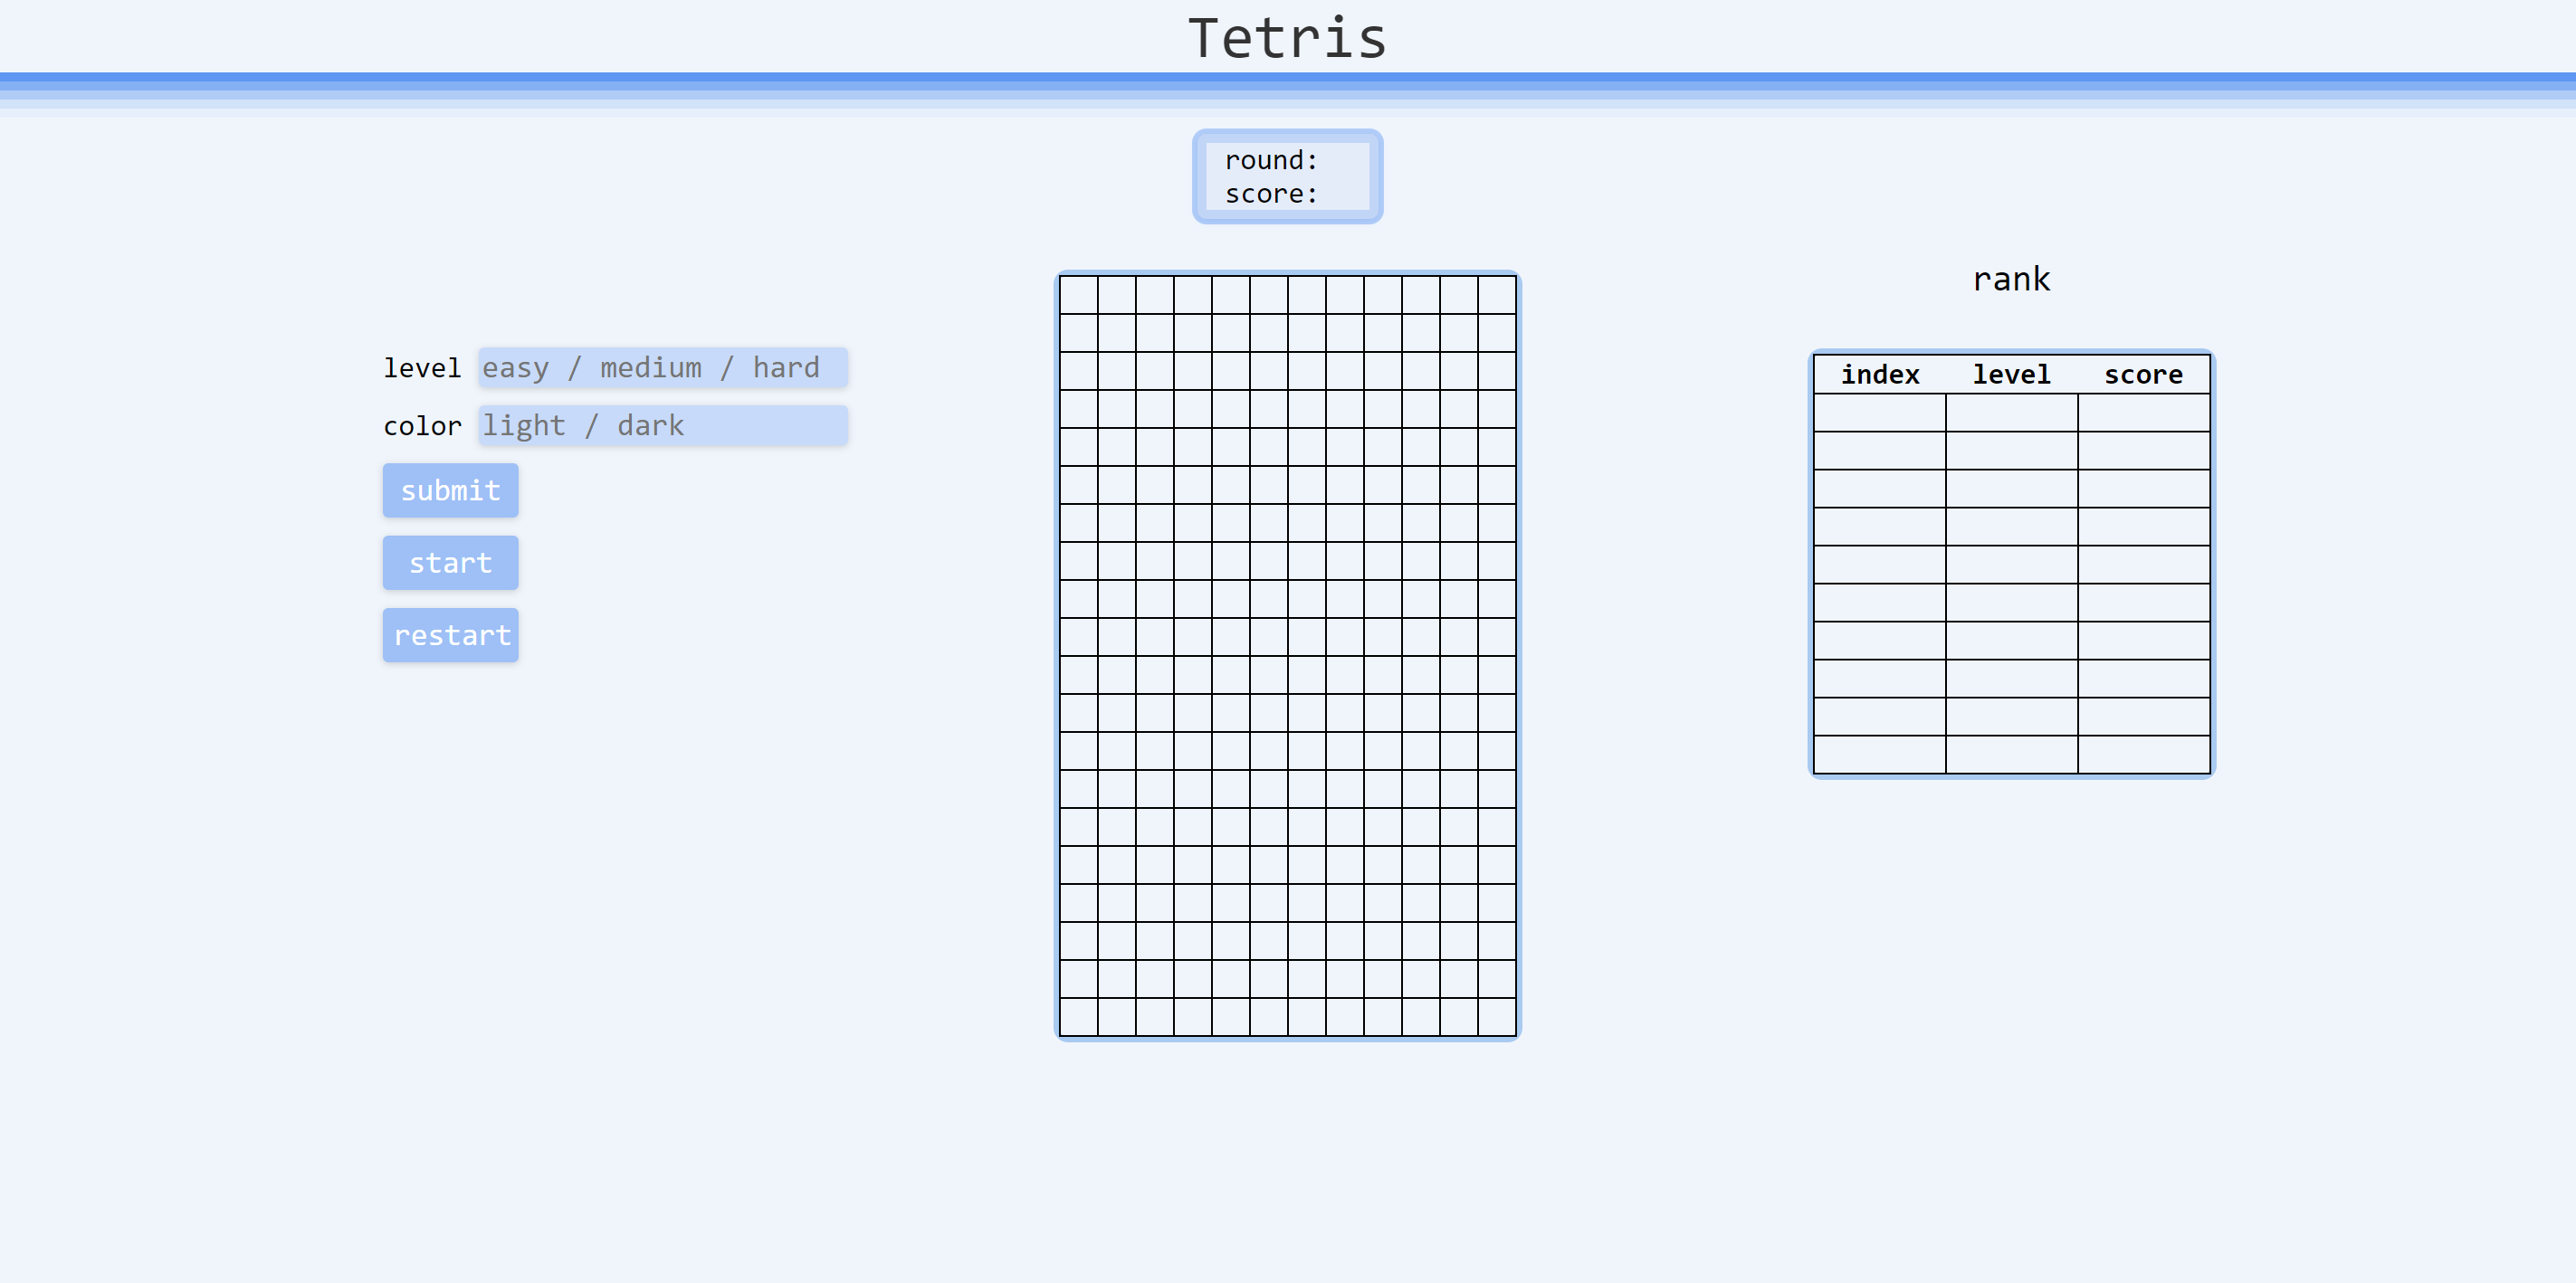 Tetris
round:
score:
level easy / medium / hard
color light / dark
submit
start
restart
rank
index level score